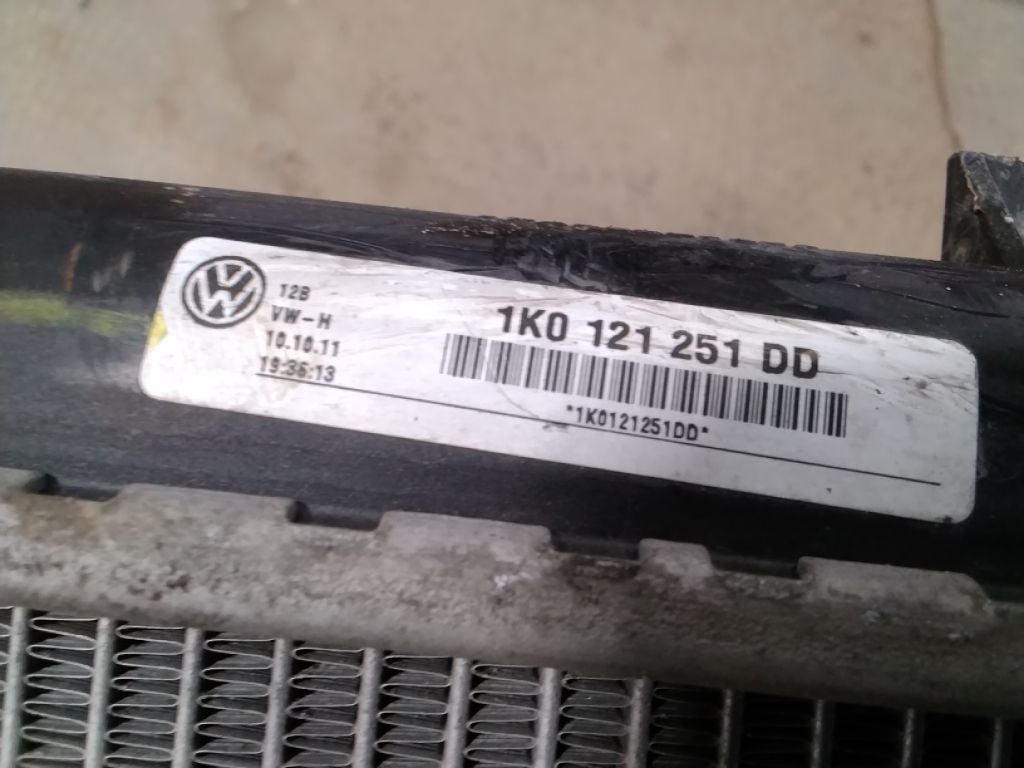 12B
VW-H
10.10.11
19:36:13
1K0 121 251 DD
*1K0121251DD*